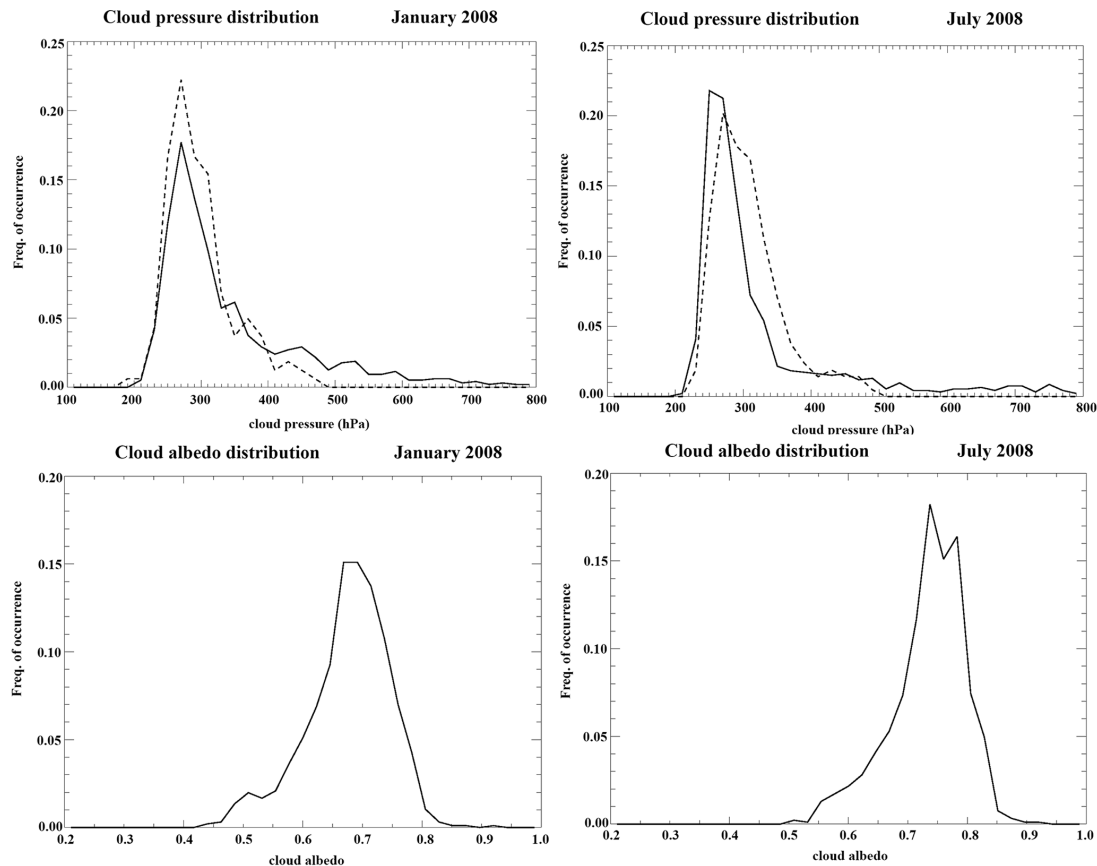 Cloud pressure distribution January 2008
0.25
0.20
0.15
0.10
0.05
0.00
Freq. of occurrence
100 200 300 400 500 600 700 800
cloud pressure (hPa)
Cloud pressure distribution July 2008
0.25
0.20
0.15
0.10
0.05
0.00
Freq. of occurrence
100 200 300 400 500 600 700 800
cloud pressure (hPa)
Cloud albedo distribution January 2008
0.20
0.15
0.10
0.05
0.00
Freq. of occurrence
0.2 0.3 0.4 0.5 0.6 0.7 0.8 0.9 1.0
cloud albedo
Cloud albedo distribution July 2008
0.20
0.15
0.10
0.05
0.00
Freq. of occurrence
0.2 0.3 0.4 0.5 0.6 0.7 0.8 0.9 1.0
cloud albedo